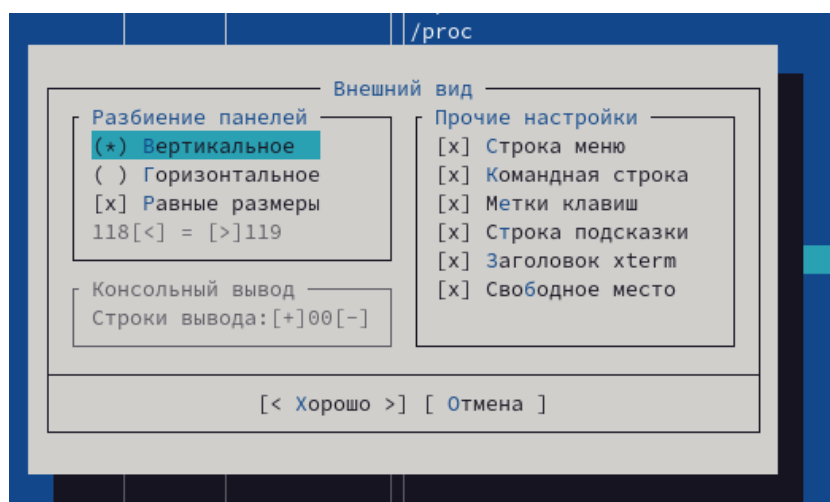 /proc
Внешний вид
Разбиение панелей
(*) Вертикальное
( ) Горизонтальное
[x] Равные размеры
118[<] = [>]119
Консольный вывод
Строки вывода:[+]00[-]
Прочие настройки
[x] Строка меню
[x] Командная строка
[x] Метки клавиш
[x] Строка подсказки
[x] Заголовок xterm
[x] Свободное место
[< Хорошо >] [ Отмена ]